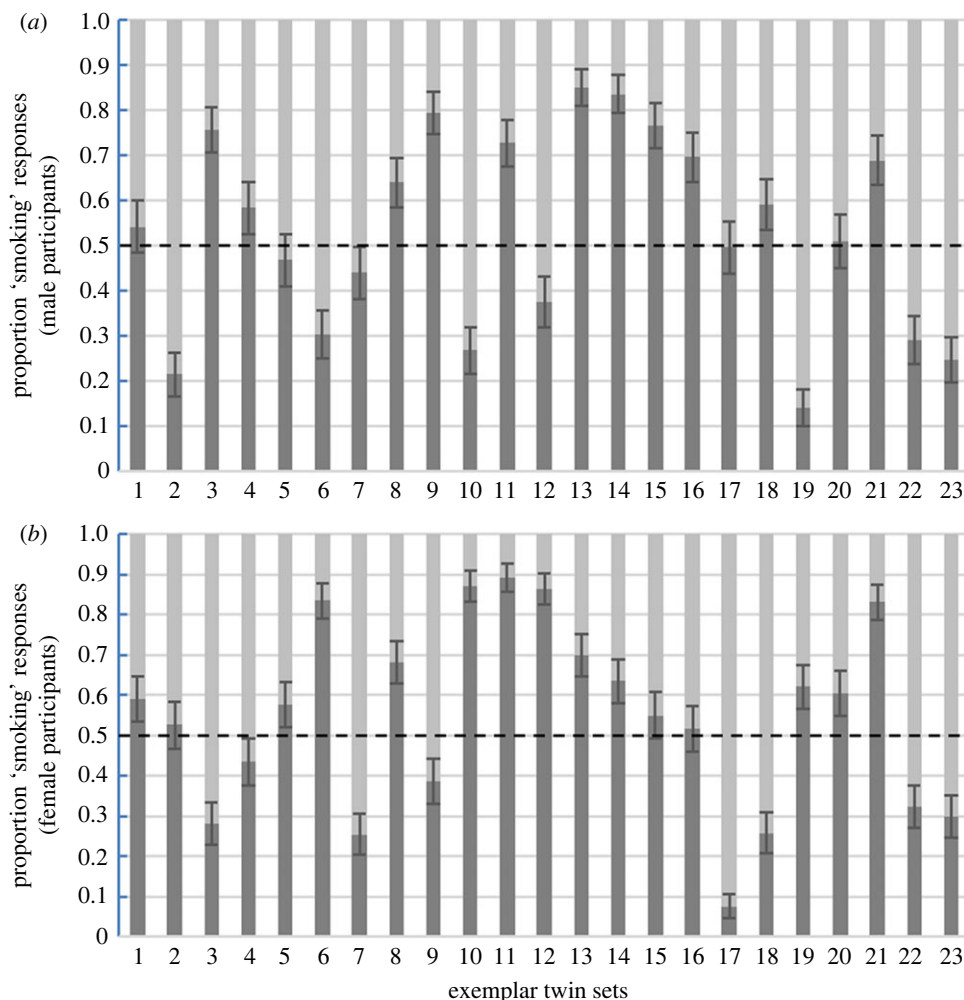 (a)
proportion ‘smoking’ responses
(male participants)
1.0
0.9
0.8
0.7
0.6
0.5
0.4
0.3
0.2
0.1
0
1 2 3 4 5 6 7 8 9 10 11 12 13 14 15 16 17 18 19 20 21 22 23
(b)
proportion ‘smoking’ responses
(female participants)
1.0
0.9
0.8
0.7
0.6
0.5
0.4
0.3
0.2
0.1
0
1 2 3 4 5 6 7 8 9 10 11 12 13 14 15 16 17 18 19 20 21 22 23
exemplar twin sets